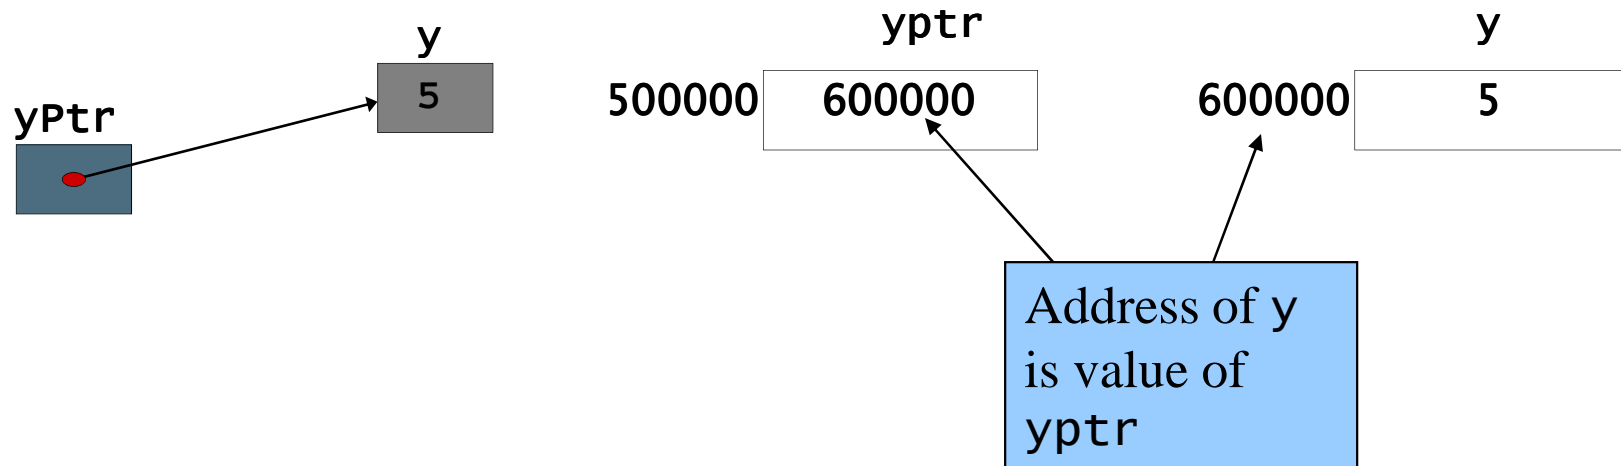 y
5
yPtr
yptr
y
500000 600000
600000 5
Address of y
is value of
yptr